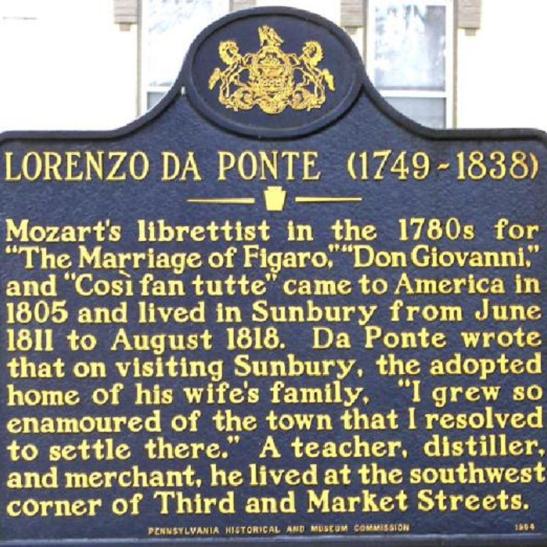 LORENZO DA PONTE (1749-1838)
Mozart's librettist in the 1780s for
"The Marriage of Figaro," "Don Giovanni,"
and "Così fan tutte" came to America in
1805 and lived in Sunbury from June
1811 to August 1818. Da Ponte wrote
that on visiting Sunbury, the adopted
home of his wife's family, "I grew so
enamoured of the town that I resolved
to settle there." A teacher, distiller,
and merchant, he lived at the southwest
corner of Third and Market Streets.
PENNSYLVANIA HISTORICAL AND MUSEUM COMMISSION